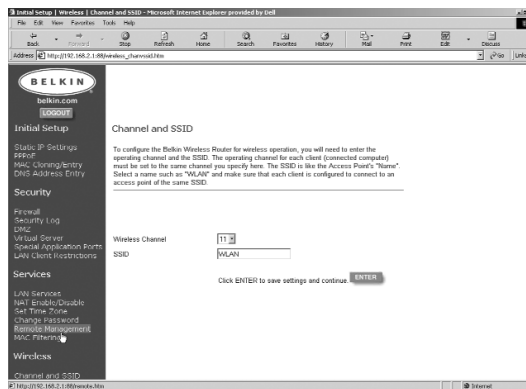 Initial Setup | Wireless | Channel and SSID - Microsoft Internet Explorer provided by Dell
File Edit View Favorites Tools Help
Back Forward Stop Refresh Home Search Favorites History Mail Print Edit Discuss
Address http://192.168.2.1:88/wireless_chanssid.htm Go Links
BELKIN
belkin.com
LOGOUT
Initial Setup
Static IP Settings
PPPoE
MAC Cloning/Entry
DNS Address Entry
Security
Firewall
Security Log
DMZ
Virtual Server
Special Application Ports
LAN Client Restrictions
Services
LAN Services
NAT Enable/Disable
Set Time Zone
Change Password
Remote Management
MAC Filtering
Wireless
Channel and SSID
Channel and SSID
To configure the Belkin Wireless Router for wireless operation, you will need to enter the
operating channel and the SSID. The operating channel for each client (connected computer)
must be set to the same channel you specify here. The SSID is like the Access Point's "Name".
Select a name such as "WLAN" and make sure that each client is configured to connect to an
access point of the same SSID.
Wireless Channel 11
SSID WLAN
Click ENTER to save settings and continue. ENTER
http://192.168.2.1:88/remote.htm Internet